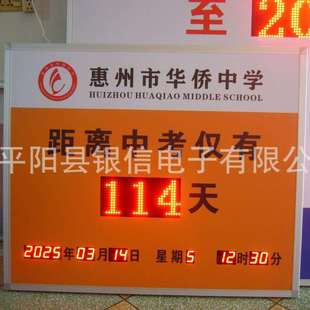 至 20
惠州市华侨中学
HUIZHOU HUAQIAO MIDDLE SCHOOL
距离中考仅有
平阳县银信电子有限公司
114天
2025年03月14日 星期5 12时30分